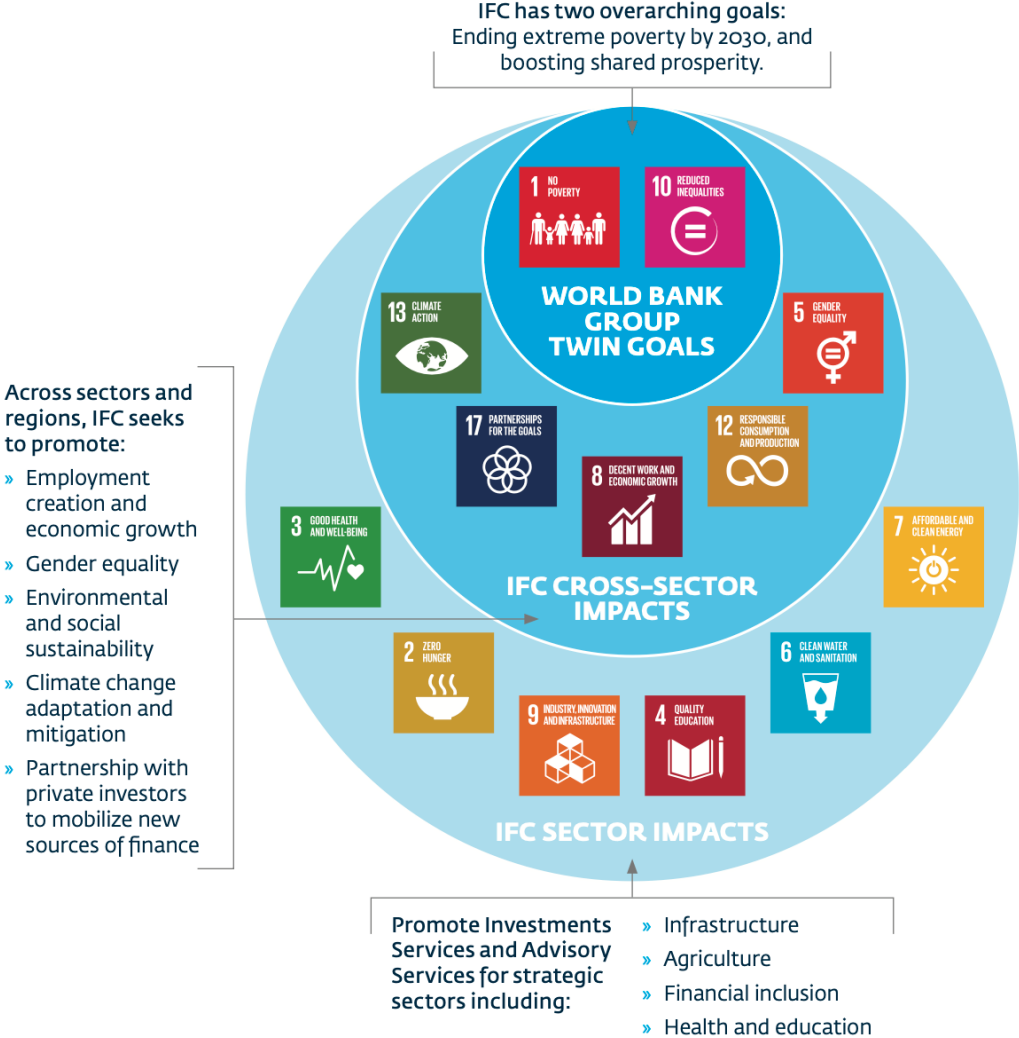 IFC has two overarching goals:
Ending extreme poverty by 2030, and
boosting shared prosperity.
1 NO
POVERTY
10 REDUCED
INEQUALITIES
WORLD BANK
GROUP
TWIN GOALS
13 CLIMATE
ACTION
5 GENDER
EQUALITY
17 PARTNERSHIPS
FOR THE GOALS
12 RESPONSIBLE
CONSUMPTION
AND PRODUCTION
8 DECENT WORK AND
ECONOMIC GROWTH
IFC CROSS-SECTOR
IMPACTS
3 GOOD HEALTH
AND WELL-BEING
7 AFFORDABLE AND
CLEAN ENERGY
2 ZERO
HUNGER
6 CLEAN WATER
AND SANITATION
9 INDUSTRY, INNOVATION
AND INFRASTRUCTURE
4 QUALITY
EDUCATION
IFC SECTOR IMPACTS
Across sectors and
regions, IFC seeks
to promote:
» Employment
creation and
economic growth
» Gender equality
» Environmental
and social
sustainability
» Climate change
adaptation and
mitigation
» Partnership with
private investors
to mobilize new
sources of finance
Promote Investments
Services and Advisory
Services for strategic
sectors including:
» Infrastructure
» Agriculture
» Financial inclusion
» Health and education